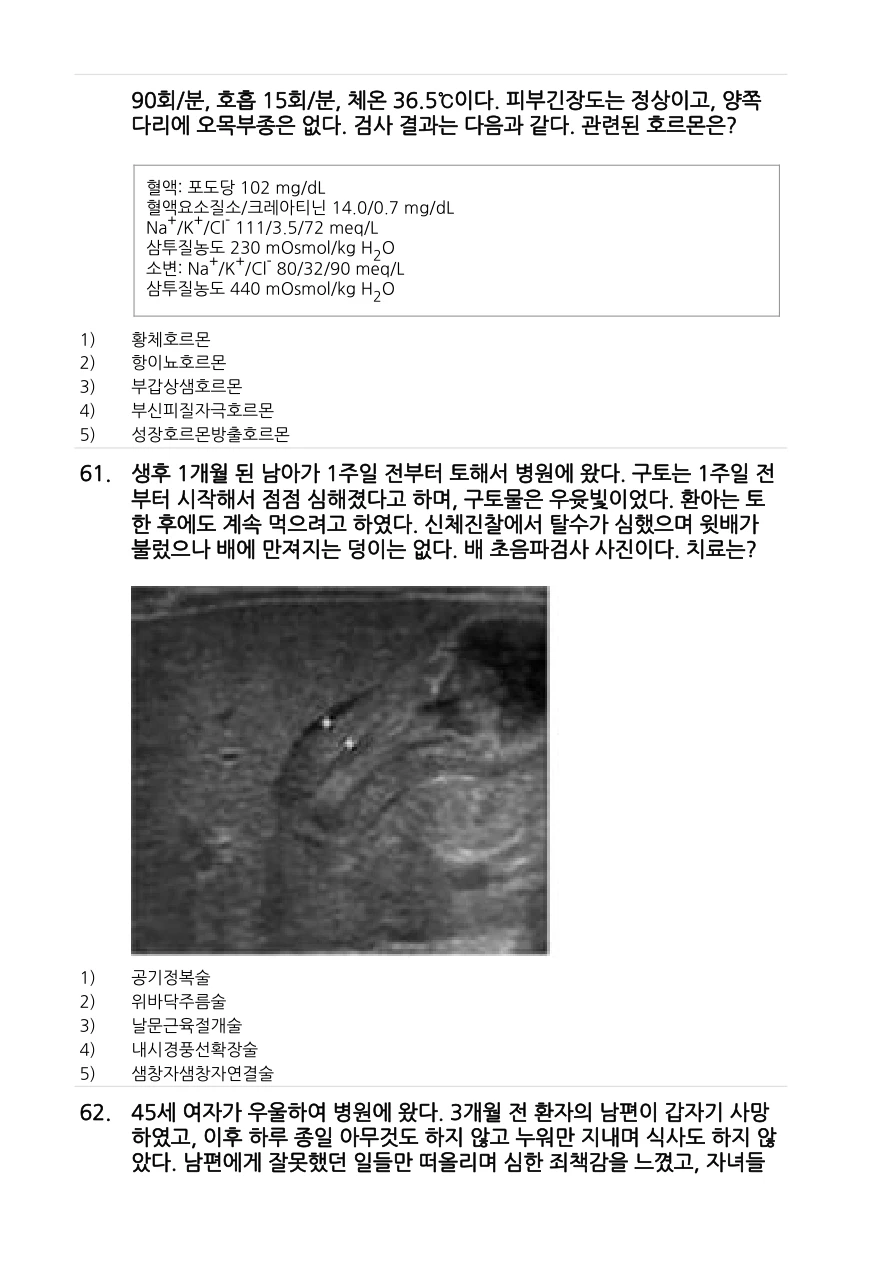 90회/분, 호흡 15회/분, 체온 36.5℃이다. 피부긴장도는 정상이고, 양쪽
다리에 오목부종은 없다. 검사 결과는 다음과 같다. 관련된 호르몬은?
혈액: 포도당 102 mg/dL
혈액요소질소/크레아티닌 14.0/0.7 mg/dL
Na+/K+/Cl- 111/3.5/72 meq/L
삼투질농도 230 mOsmol/kg H2O
소변: Na+/K+/Cl- 80/32/90 meq/L
삼투질농도 440 mOsmol/kg H2O
1) 황체호르몬
2) 항이뇨호르몬
3) 부갑상샘호르몬
4) 부신피질자극호르몬
5) 성장호르몬방출호르몬
61. 생후 1개월 된 남아가 1주일 전부터 토해서 병원에 왔다. 구토는 1주일 전
부터 시작해서 점점 심해졌다고 하며, 구토물은 우윳빛이었다. 환아는 토
한 후에도 계속 먹으려고 하였다. 신체진찰에서 탈수가 심했으며 윗배가
불렀으나 배에 만져지는 덩이는 없다. 배 초음파검사 사진이다. 치료는?
1) 공기정복술
2) 위바닥주름술
3) 날문근육절개술
4) 내시경풍선확장술
5) 샘창자샘창자연결술
62. 45세 여자가 우울하여 병원에 왔다. 3개월 전 환자의 남편이 갑자기 사망
하였고, 이후 하루 종일 아무것도 하지 않고 누워만 지내며 식사도 하지 않
았다. 남편에게 잘못했던 일들만 떠올리며 심한 죄책감을 느꼈고, 자녀들